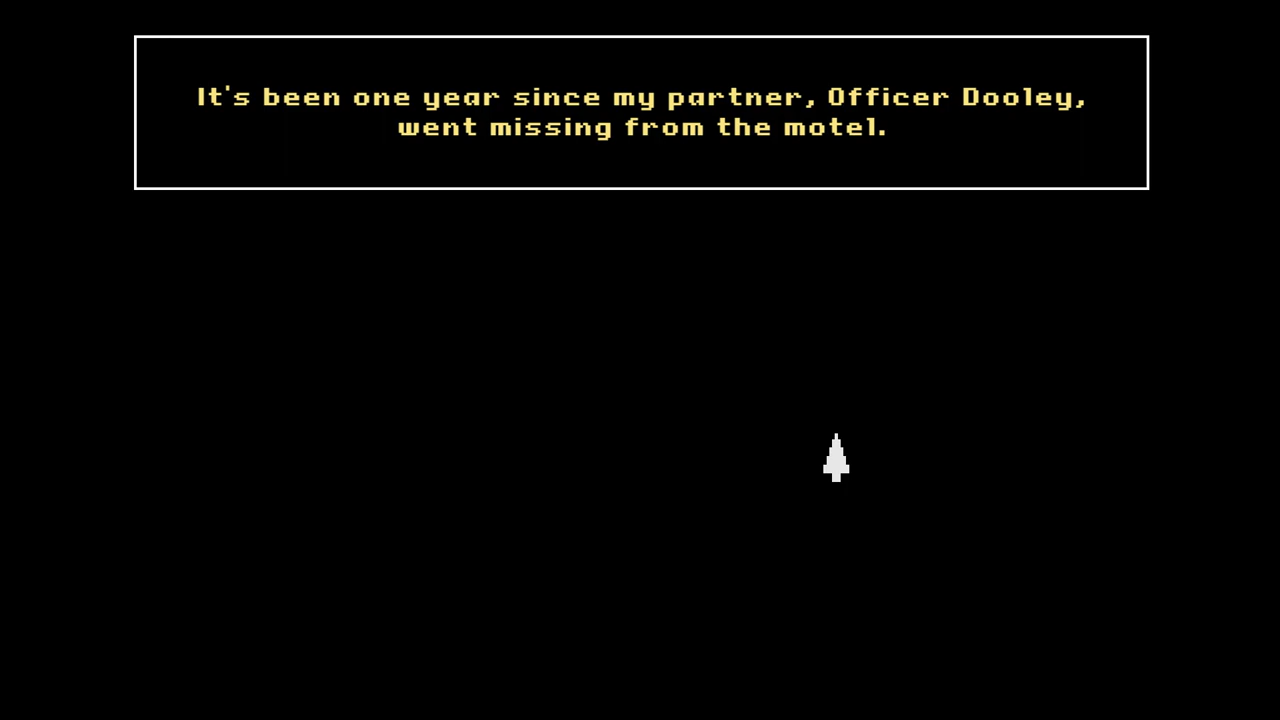 It's been one year since my partner, Officer Dooley,
went missing from the motel.